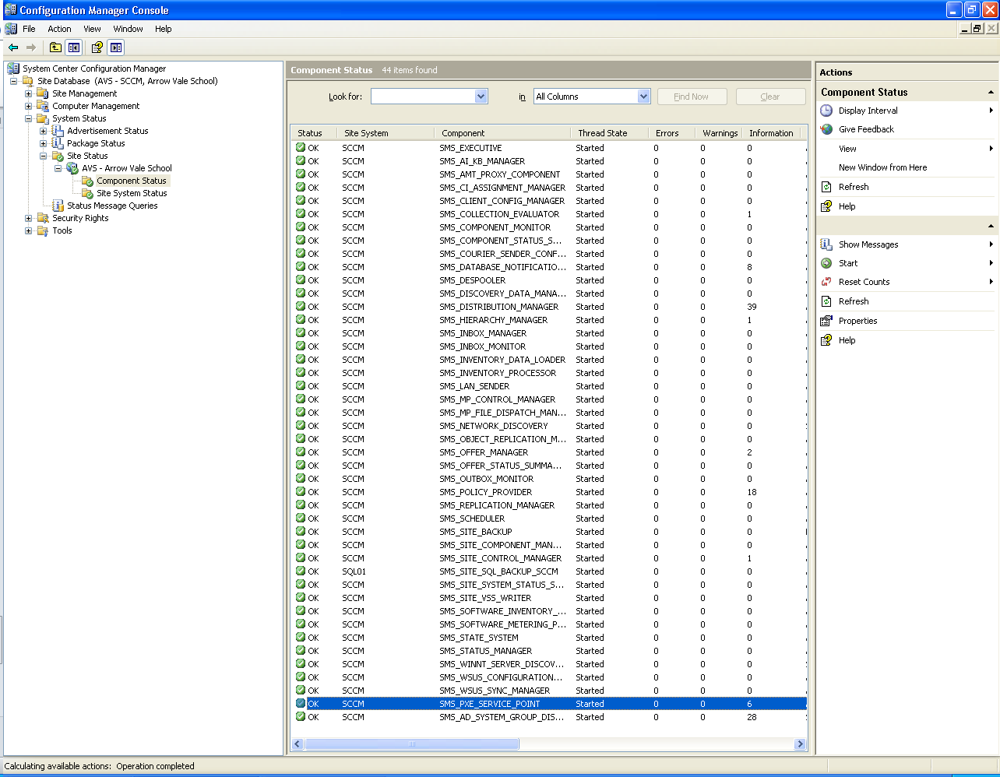 Configuration Manager Console
File Action View Window Help
System Center Configuration Manager
Site Database (AVS - SCCM, Arrow Vale School)
Site Management
Computer Management
System Status
Advertisement Status
Package Status
Site Status
AVS - Arrow Vale School
Component Status
Site System Status
Status Message Queries
Security Rights
Tools
Component Status 44 items found
Look for: in All Columns Find Now Clear
Status Site System Component Thread State Errors Warnings Information
OK SCCM SMS_EXECUTIVE Started 0 0 0
OK SCCM SMS_AI_KB_MANAGER Started 0 0 0
OK SCCM SMS_AMT_PROXY_COMPONENT Started 0 0 0
OK SCCM SMS_CI_ASSIGNMENT_MANAGER Started 0 0 0
OK SCCM SMS_CLIENT_CONFIG_MANAGER Started 0 0 0
OK SCCM SMS_COLLECTION_EVALUATOR Started 0 0 1
OK SCCM SMS_COMPONENT_MONITOR Started 0 0 0
OK SCCM SMS_COMPONENT_STATUS_S... Started 0 0 0
OK SCCM SMS_COURIER_SENDER_CONF... Started 0 0 0
OK SCCM SMS_DATABASE_NOTIFICATIO... Started 0 0 8
OK SCCM SMS_DESPOOLER Started 0 0 0
OK SCCM SMS_DISCOVERY_DATA_MANA... Started 0 0 0
OK SCCM SMS_DISTRIBUTION_MANAGER Started 0 0 39
OK SCCM SMS_HIERARCHY_MANAGER Started 0 0 1
OK SCCM SMS_INBOX_MANAGER Started 0 0 0
OK SCCM SMS_INBOX_MONITOR Started 0 0 0
OK SCCM SMS_INVENTORY_DATA_LOADER Started 0 0 0
OK SCCM SMS_INVENTORY_PROCESSOR Started 0 0 0
OK SCCM SMS_LAN_SENDER Started 0 0 0
OK SCCM SMS_MP_CONTROL_MANAGER Started 0 0 0
OK SCCM SMS_MP_FILE_DISPATCH_MAN... Started 0 0 0
OK SCCM SMS_NETWORK_DISCOVERY Started 0 0 0
OK SCCM SMS_OBJECT_REPLICATION_M... Started 0 0 0
OK SCCM SMS_OFFER_MANAGER Started 0 0 2
OK SCCM SMS_OFFER_STATUS_SUMMA... Started 0 0 0
OK SCCM SMS_OUTBOX_MONITOR Started 0 0 0
OK SCCM SMS_POLICY_PROVIDER Started 0 0 18
OK SCCM SMS_REPLICATION_MANAGER Started 0 0 0
OK SCCM SMS_SCHEDULER Started 0 0 0
OK SCCM SMS_SITE_BACKUP Started 0 0 0
OK SCCM SMS_SITE_COMPONENT_MAN... Started 0 0 0
OK SCCM SMS_SITE_CONTROL_MANAGER Started 0 0 1
OK SQL01 SMS_SITE_SQL_BACKUP_SCCM Started 0 0 0
OK SCCM SMS_SITE_SYSTEM_STATUS_S... Started 0 0 0
OK SCCM SMS_SITE_VSS_WRITER Started 0 0 0
OK SCCM SMS_SOFTWARE_INVENTORY_... Started 0 0 0
OK SCCM SMS_SOFTWARE_METERING_P... Started 0 0 0
OK SCCM SMS_STATE_SYSTEM Started 0 0 0
OK SCCM SMS_STATUS_MANAGER Started 0 0 0
OK SCCM SMS_WINNT_SERVER_DISCOV... Started 0 0 0
OK SCCM SMS_WSUS_CONFIGURATION... Started 0 0 0
OK SCCM SMS_WSUS_SYNC_MANAGER Started 0 0 0
OK SCCM SMS_PXE_SERVICE_POINT Started 0 0 6
OK SCCM SMS_AD_SYSTEM_GROUP_DIS... Started 0 0 28
Actions
Component Status
Display Interval
Give Feedback
View
New Window from Here
Refresh
Help
Show Messages
Start
Reset Counts
Refresh
Properties
Help
Calculating available actions: Operation completed